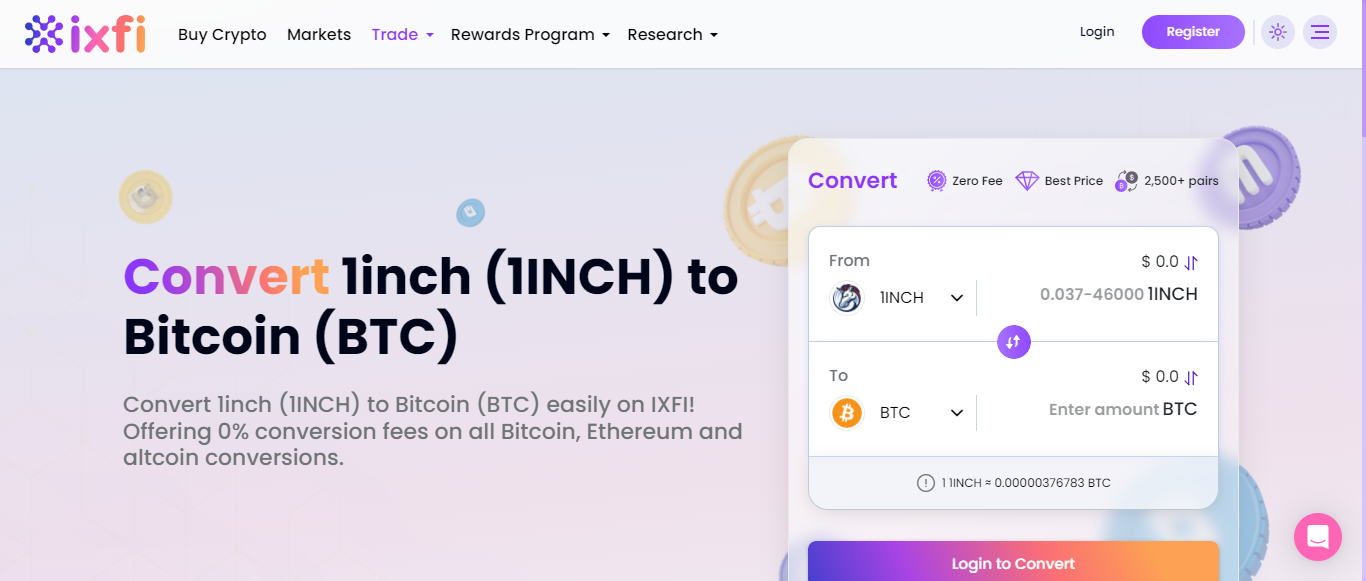 ixfi
Buy Crypto Markets Trade Rewards Program Research Login Register
Convert Zero Fee Best Price 2,500+ pairs
Convert 1inch (1INCH) to
Bitcoin (BTC)
Convert 1inch (1INCH) to Bitcoin (BTC) easily on IXFI!
Offering 0% conversion fees on all Bitcoin, Ethereum and
altcoin conversions.
From $ 0.0
1INCH 0.037-46000 1INCH
To $ 0.0
BTC Enter amount BTC
1 1INCH ≈ 0.00000376783 BTC
Login to Convert